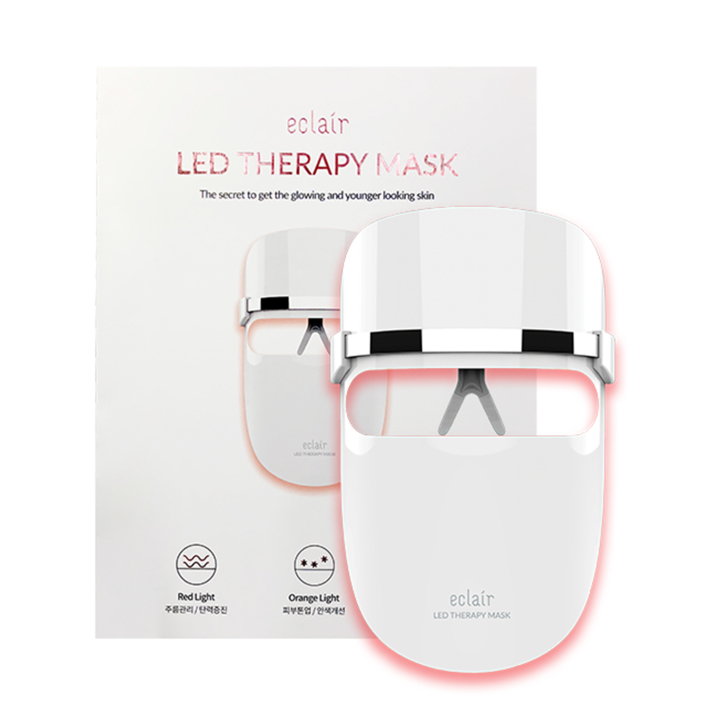 eclair
LED THERAPY MASK
The secret to get the glowing and younger looking skin
eclair
LED THERAPY MASK
Red Light
주름관리 / 탄력증진
Orange Light
피부톤업 / 안색개선
eclair
LED THERAPY MASK